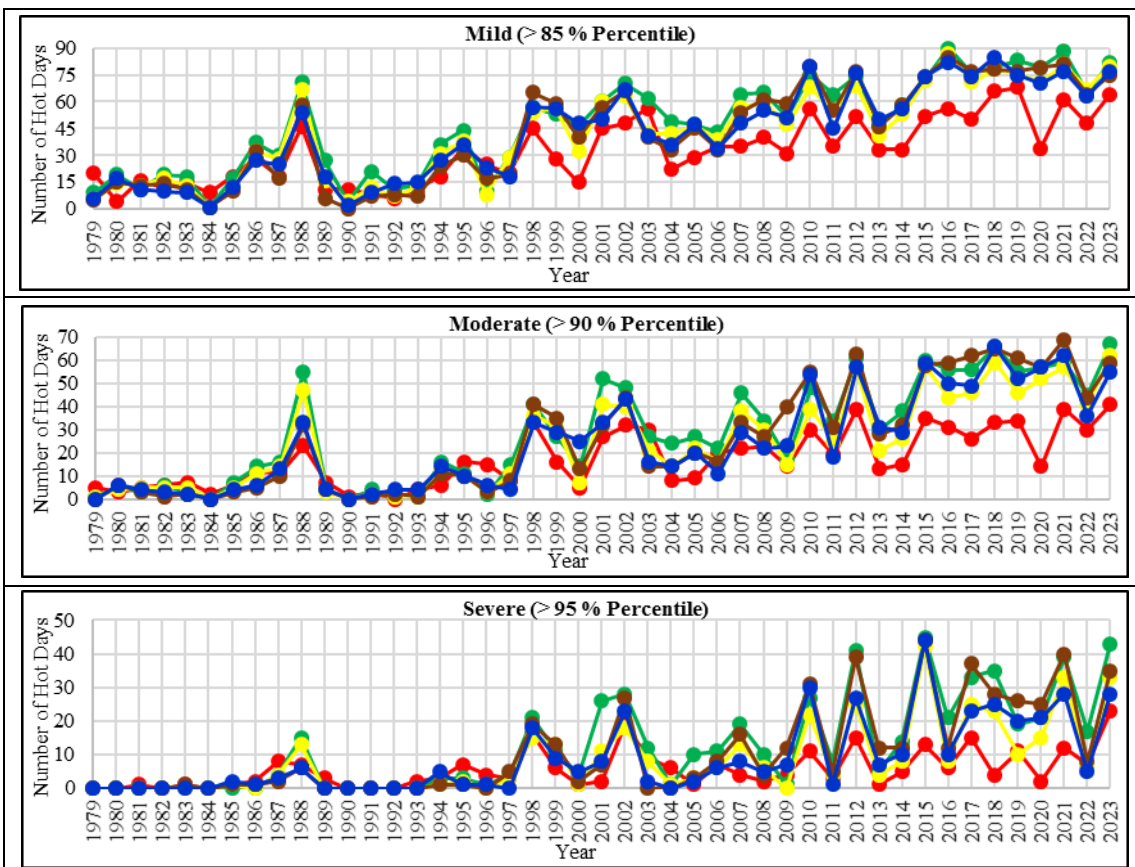 Mild (> 85 % Percentile)
Number of Hot Days
90
75
60
45
30
15
0
1979 1980 1981 1982 1983 1984 1985 1986 1987 1988 1989 1990 1991 1992 1993 1994 1995 1996 1997 1998 1999 2000 2001 2002 2003 2004 2005 2006 2007 2008 2009 2010 2011 2012 2013 2014 2015 2016 2017 2018 2019 2020 2021 2022 2023
Year
Moderate (> 90 % Percentile)
Number of Hot Days
70
60
50
40
30
20
10
0
1979 1980 1981 1982 1983 1984 1985 1986 1987 1988 1989 1990 1991 1992 1993 1994 1995 1996 1997 1998 1999 2000 2001 2002 2003 2004 2005 2006 2007 2008 2009 2010 2011 2012 2013 2014 2015 2016 2017 2018 2019 2020 2021 2022 2023
Year
Severe (> 95 % Percentile)
Number of Hot Days
50
40
30
20
10
0
1979 1980 1981 1982 1983 1984 1985 1986 1987 1988 1989 1990 1991 1992 1993 1994 1995 1996 1997 1998 1999 2000 2001 2002 2003 2004 2005 2006 2007 2008 2009 2010 2011 2012 2013 2014 2015 2016 2017 2018 2019 2020 2021 2022 2023
Year